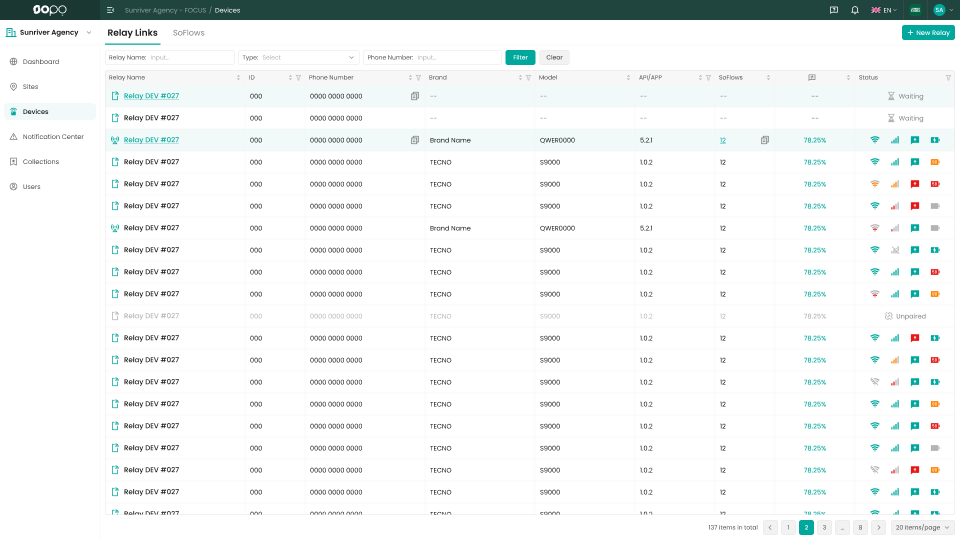 oopo
Sunriver Agency - FOCUS / Devices
EN
SA
Sunriver Agency
Dashboard
Sites
Devices
Notification Center
Collections
Users
Relay Links SoFlows
+ New Relay
Relay Name: Input... Type: Select Phone Number: Input... Filter Clear
Relay Name ID Phone Number Brand Model API/APP SoFlows Status
Relay DEV #027 000 0000 0000 0000 -- -- -- -- -- Waiting
Relay DEV #027 000 0000 0000 0000 -- -- -- -- -- Waiting
Relay DEV #027 000 0000 0000 0000 Brand Name QWER0000 5.2.1 12 78,25%
Relay DEV #027 000 0000 0000 0000 TECNO S9000 1.0.2 12 78,25%
Relay DEV #027 000 0000 0000 0000 TECNO S9000 1.0.2 12 78,25%
Relay DEV #027 000 0000 0000 0000 TECNO S9000 1.0.2 12 78,25%
Relay DEV #027 000 0000 0000 0000 Brand Name QWER0000 5.2.1 12 78,25%
Relay DEV #027 000 0000 0000 0000 TECNO S9000 1.0.2 12 78,25%
Relay DEV #027 000 0000 0000 0000 TECNO S9000 1.0.2 12 78,25%
Relay DEV #027 000 0000 0000 0000 TECNO S9000 1.0.2 12 78,25%
Relay DEV #027 000 0000 0000 0000 TECNO S9000 1.0.2 12 78,25% Unpaired
Relay DEV #027 000 0000 0000 0000 TECNO S9000 1.0.2 12 78,25%
Relay DEV #027 000 0000 0000 0000 TECNO S9000 1.0.2 12 78,25%
Relay DEV #027 000 0000 0000 0000 TECNO S9000 1.0.2 12 78,25%
Relay DEV #027 000 0000 0000 0000 TECNO S9000 1.0.2 12 78,25%
Relay DEV #027 000 0000 0000 0000 TECNO S9000 1.0.2 12 78,25%
Relay DEV #027 000 0000 0000 0000 TECNO S9000 1.0.2 12 78,25%
Relay DEV #027 000 0000 0000 0000 TECNO S9000 1.0.2 12 78,25%
Relay DEV #027 000 0000 0000 0000 TECNO S9000 1.0.2 12 78,25%
Relay DEV #027 000 0000 0000 0000 TECNO S9000 1.0.2 12 78,25%
137 items in total 1 2 3 ... 8 20 items/page